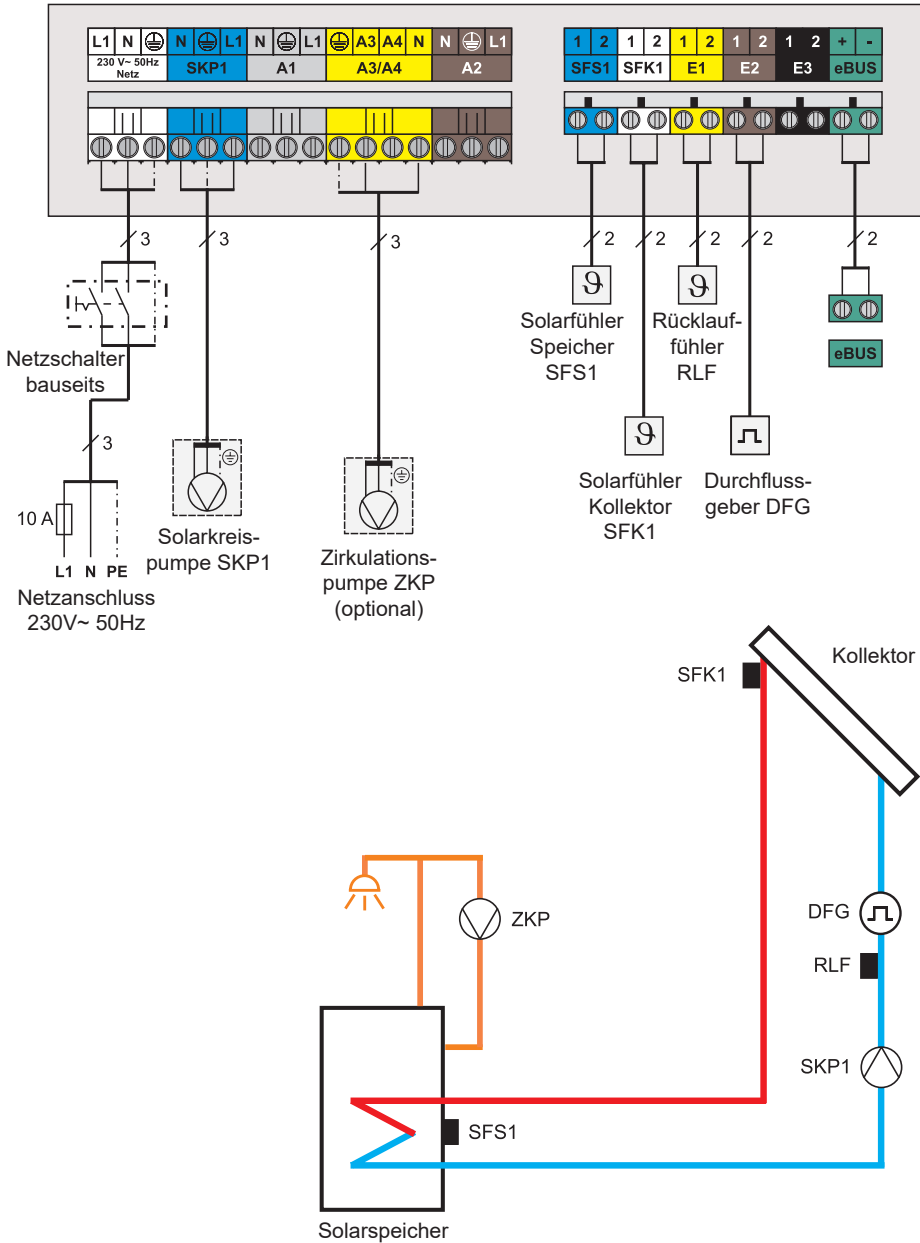 L1 N N L1 N L1 A3 A4 N N L1
230 V~ 50Hz
Netz
SKP1 A1 A3/A4 A2
1 2 1 2 1 2 1 2 1 2 + -
SFS1 SFK1 E1 E2 E3 eBUS
3 3 3 2 2 2 2 2
Netzschalter
bauseits
3
10 A
L1 N PE
Netzanschluss
230V~ 50Hz
Solarkreis-
pumpe SKP1
Zirkulations-
pumpe ZKP
(optional)
ϑ
Solarfühler
Speicher
SFS1
ϑ
Rücklauf-
fühler
RLF
eBUS
ϑ
Solarfühler
Kollektor
SFK1
Durchfluss-
geber DFG
Kollektor
SFK1
DFG
ZKP
RLF
SKP1
SFS1
Solarspeicher